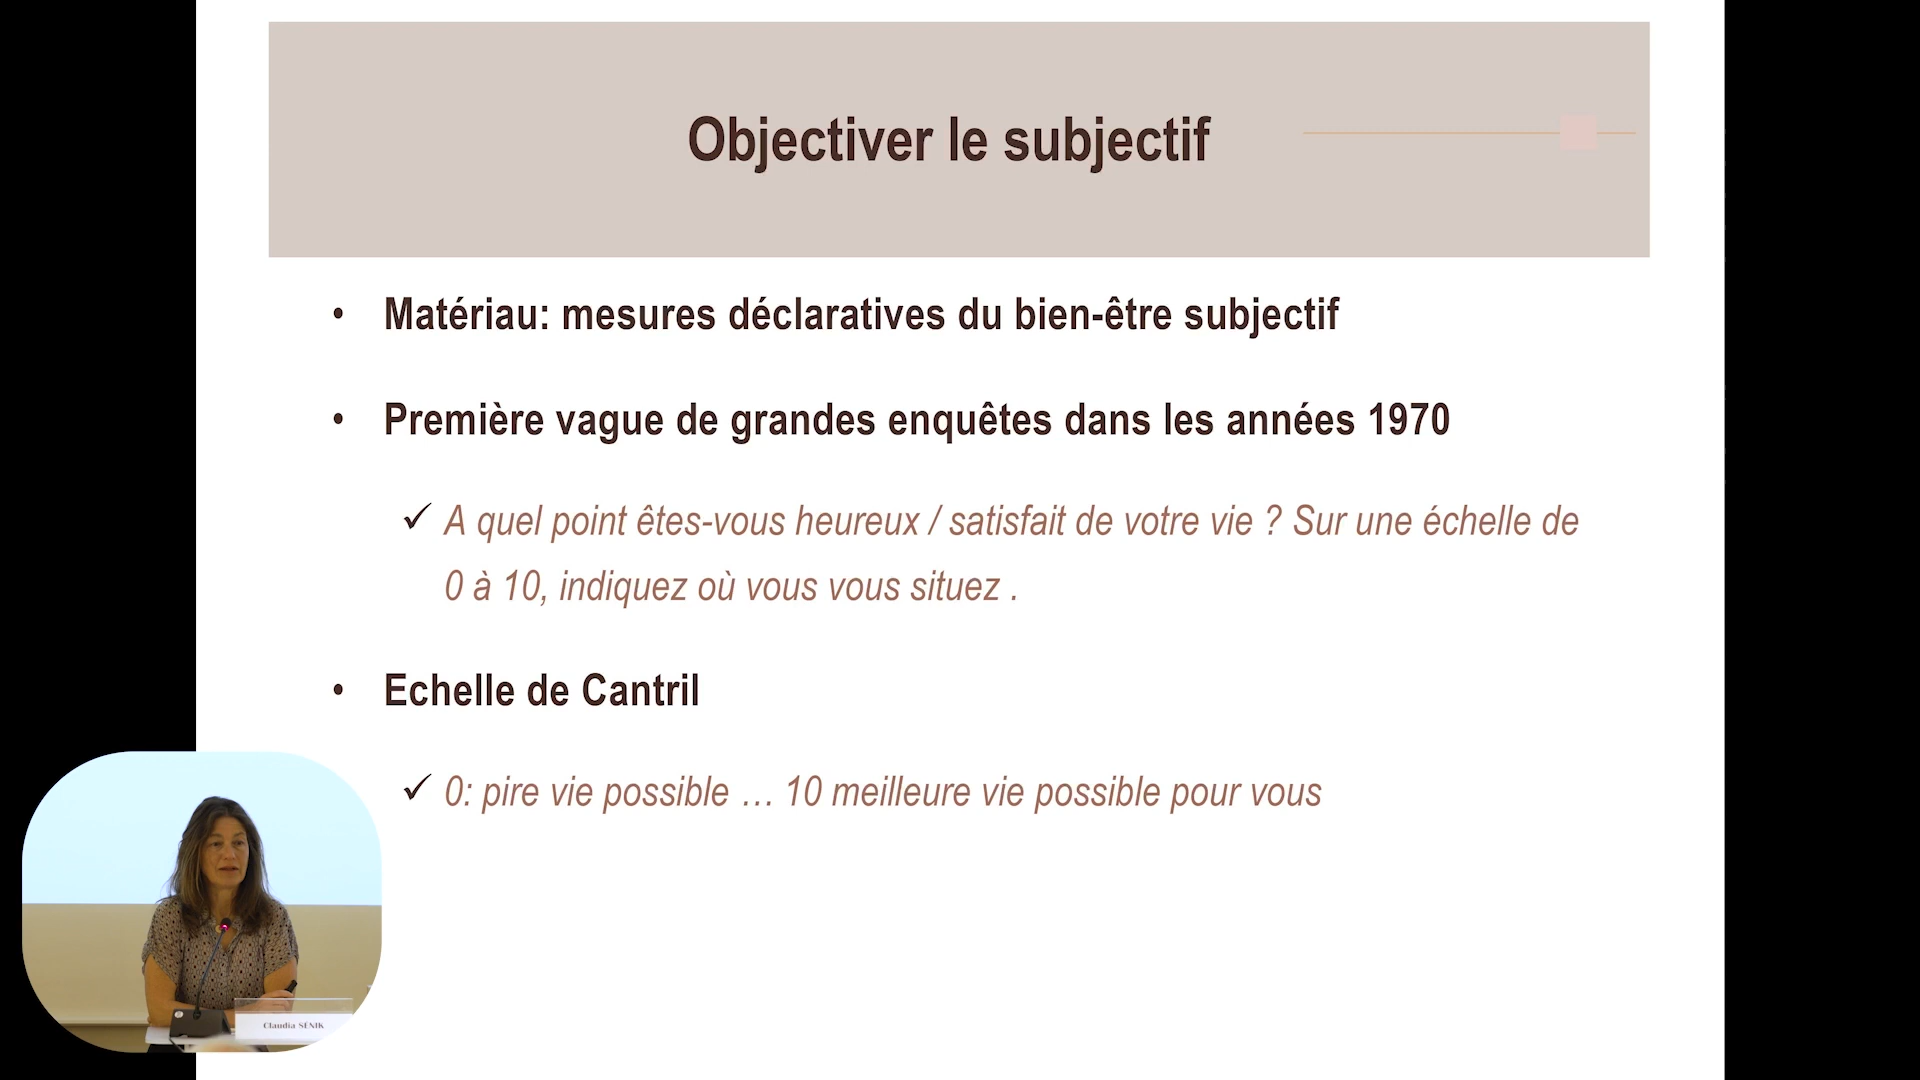 Objectiver le subjectif
• Matériau: mesures déclaratives du bien-être subjectif
• Première vague de grandes enquêtes dans les années 1970
✓ A quel point êtes-vous heureux / satisfait de votre vie ? Sur une échelle de
0 à 10, indiquez où vous vous situez .
• Echelle de Cantril
✓ 0: pire vie possible … 10 meilleure vie possible pour vous
Claudia SENIK